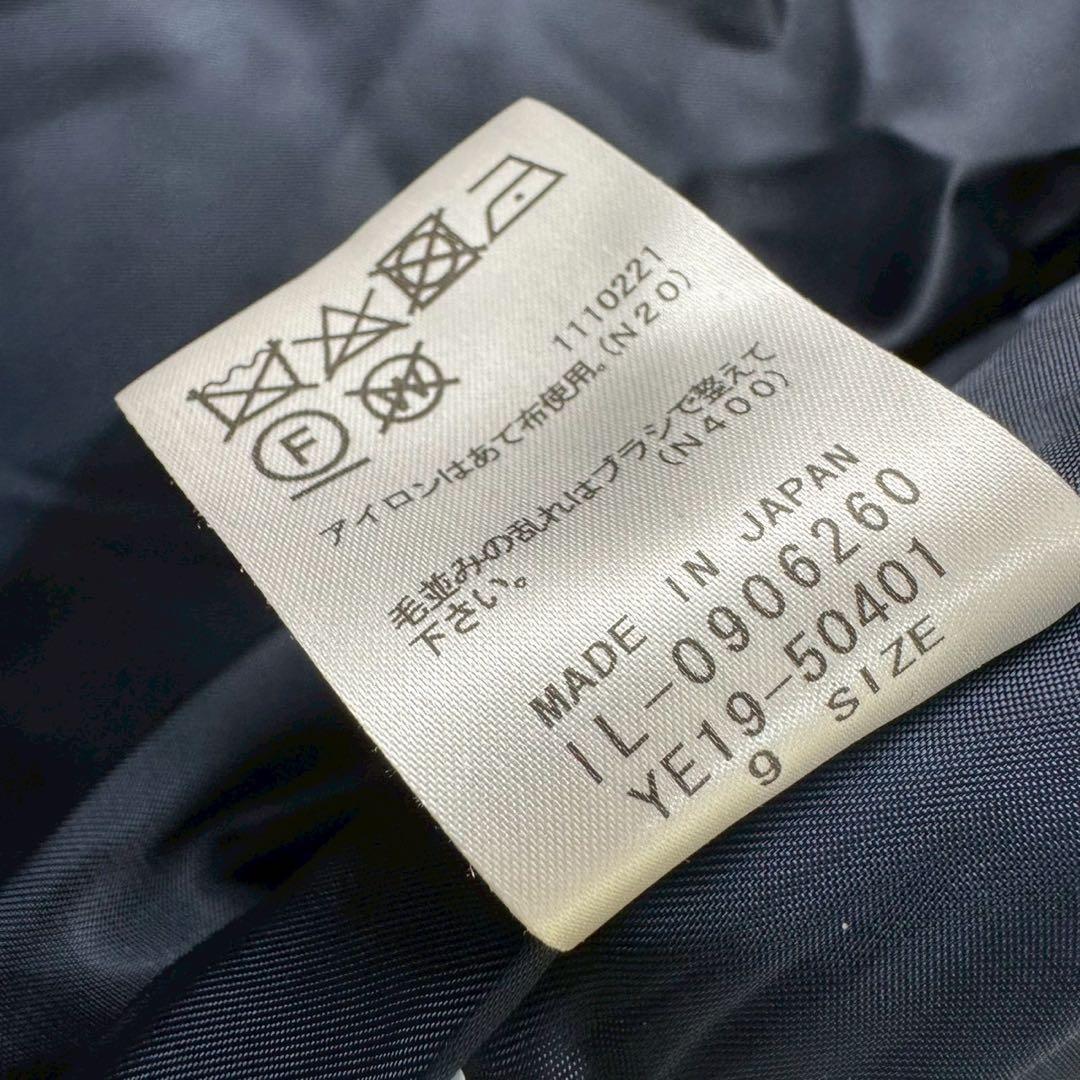 F W
1110221
アイロンはあて布使用。(N20)
毛並みの乱れはブラシで整えて
下さい。 (N400)
MADE IN JAPAN
IL-0906260
YE19-50401
9 SIZE